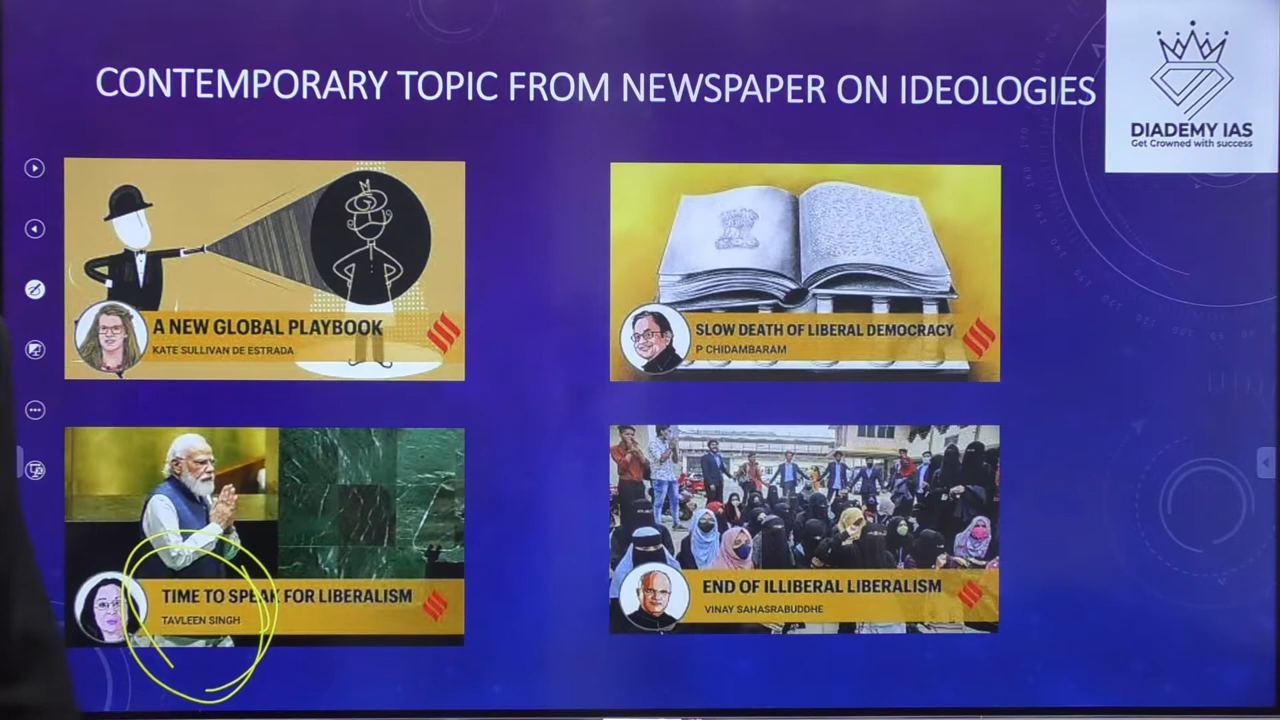 CONTEMPORARY TOPIC FROM NEWSPAPER ON IDEOLOGIES
DIADEMY IAS
Get Crowned with success
A NEW GLOBAL PLAYBOOK
KATE SULLIVAN DE ESTRADA
SLOW DEATH OF LIBERAL DEMOCRACY
P CHIDAMBARAM
TIME TO SPEAK FOR LIBERALISM
TAVLEEN SINGH
END OF ILLIBERAL LIBERALISM
VINAY SAHASRABUDDHE